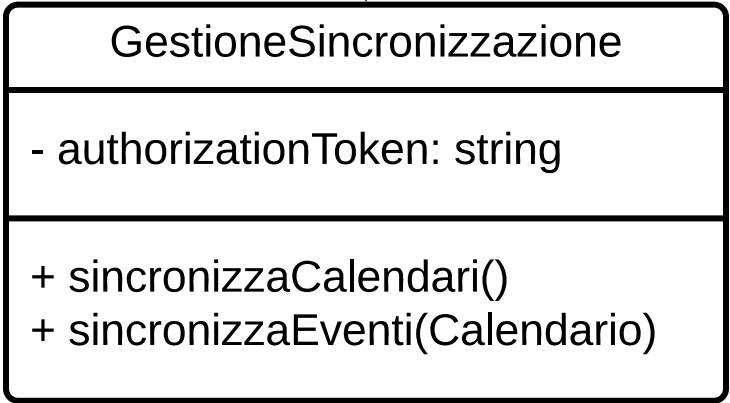 GestioneSincronizzazione
- authorizationToken: string
+ sincronizzaCalendari()
+ sincronizzaEventi(Calendario)